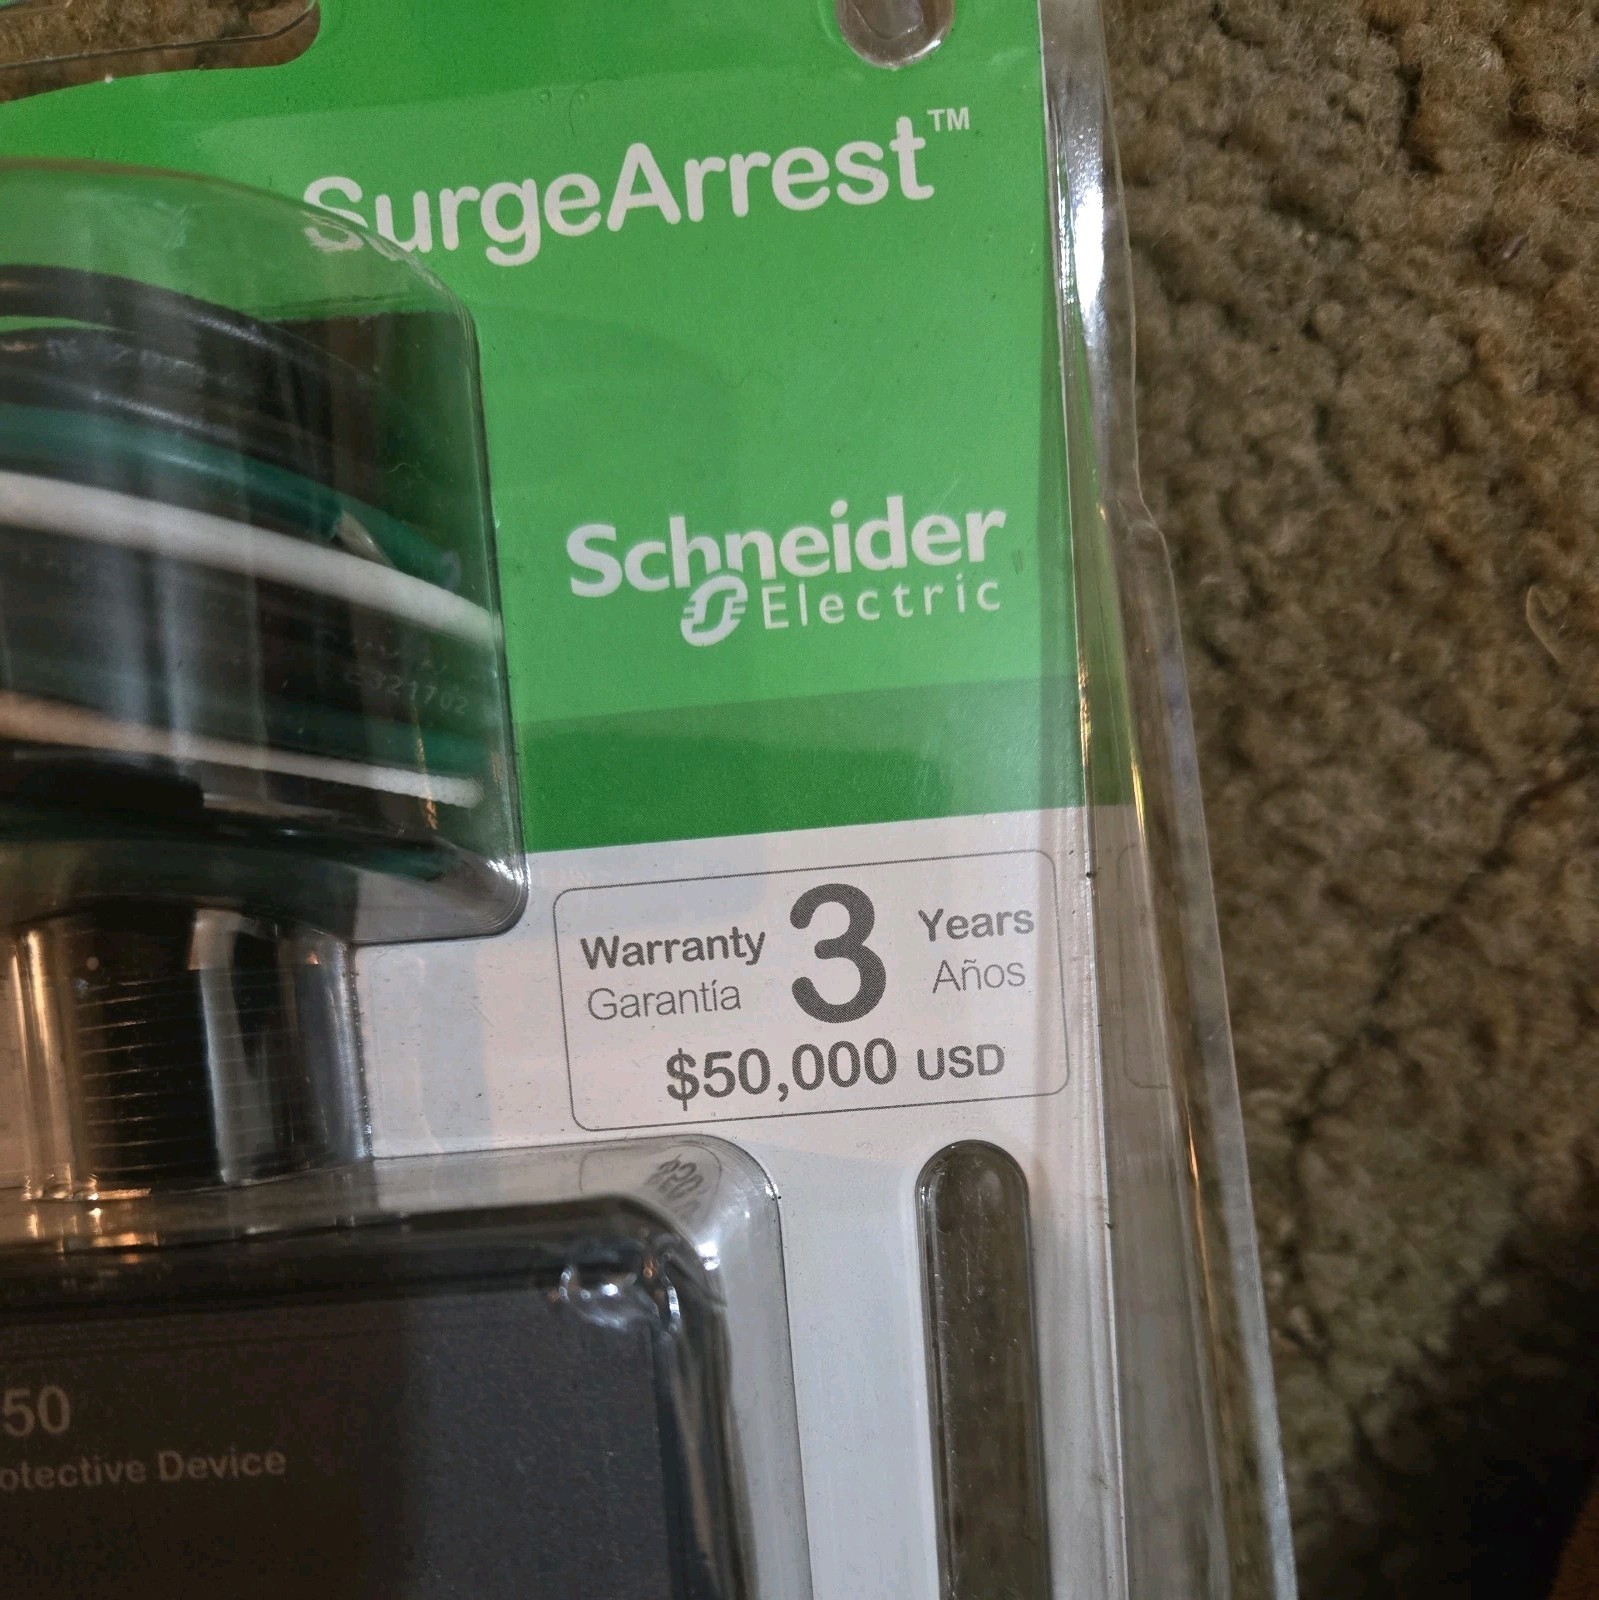 SurgeArrest™
Schneider
Electric
Warranty 3 Years
Garantía Años
$50,000 USD
50
otective Device